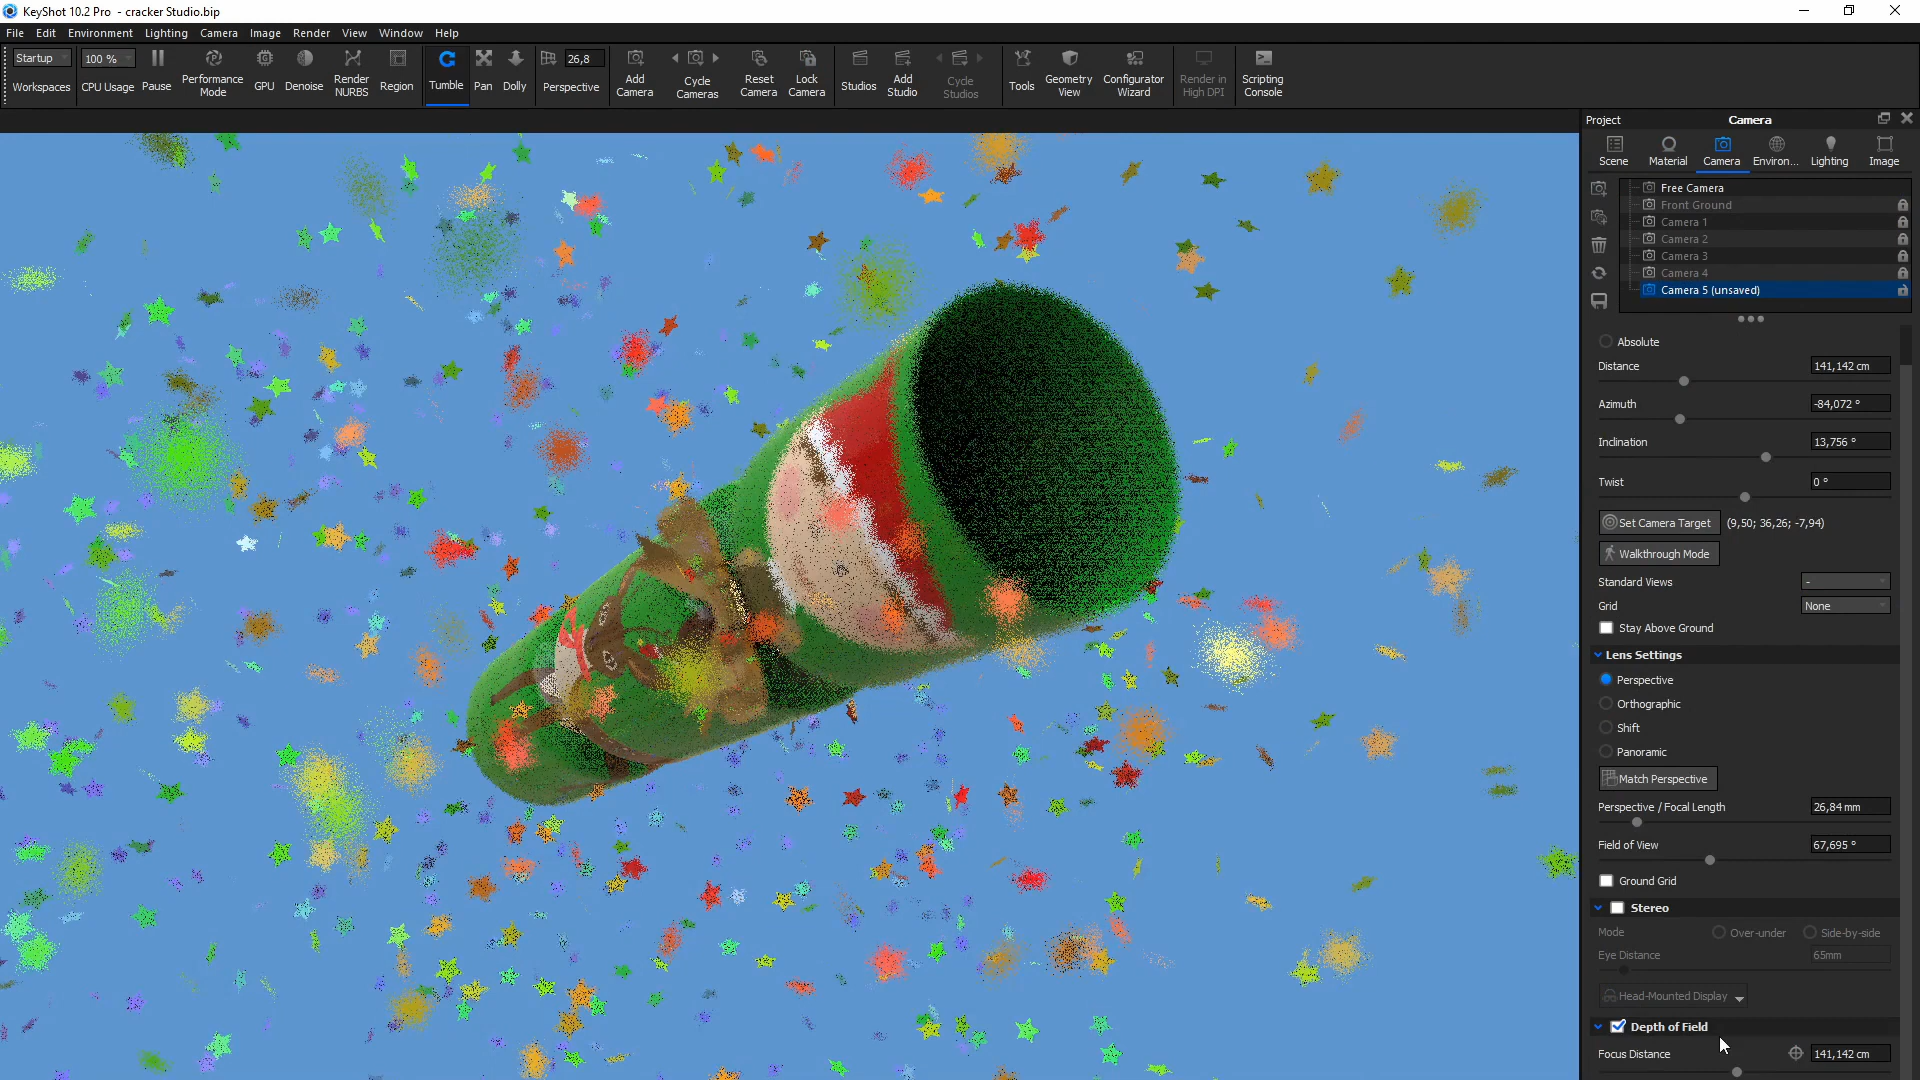 KeyShot 10.2 Pro - cracker Studio.bip
File Edit Environment Lighting Camera Image Render View Window Help
Startup 100 % 26,8
Workspaces CPU Usage Pause Performance Mode GPU Denoise Render NURBS Region Tumble Pan Dolly Perspective Add Camera Cycle Cameras Reset Camera Lock Camera Studios Add Studio Cycle Studios Tools Geometry View Configurator Wizard Render in High DPI Scripting Console
Project Camera
Scene Material Camera Environ... Lighting Image
Free Camera
Front Ground
Camera 1
Camera 2
Camera 3
Camera 4
Camera 5 (unsaved)
Absolute
Distance 141,142 cm
Azimuth -84,072 °
Inclination 13,756 °
Twist 0 °
Set Camera Target (9,50; 36,26; -7,94)
Walkthrough Mode
Standard Views -
Grid None
Stay Above Ground
Lens Settings
Perspective
Orthographic
Shift
Panoramic
Match Perspective
Perspective / Focal Length 26,84 mm
Field of View 67,695 °
Ground Grid
Stereo
Mode Over-under Side-by-side
Eye Distance 65mm
Head-Mounted Display
Depth of Field
Focus Distance 141,142 cm